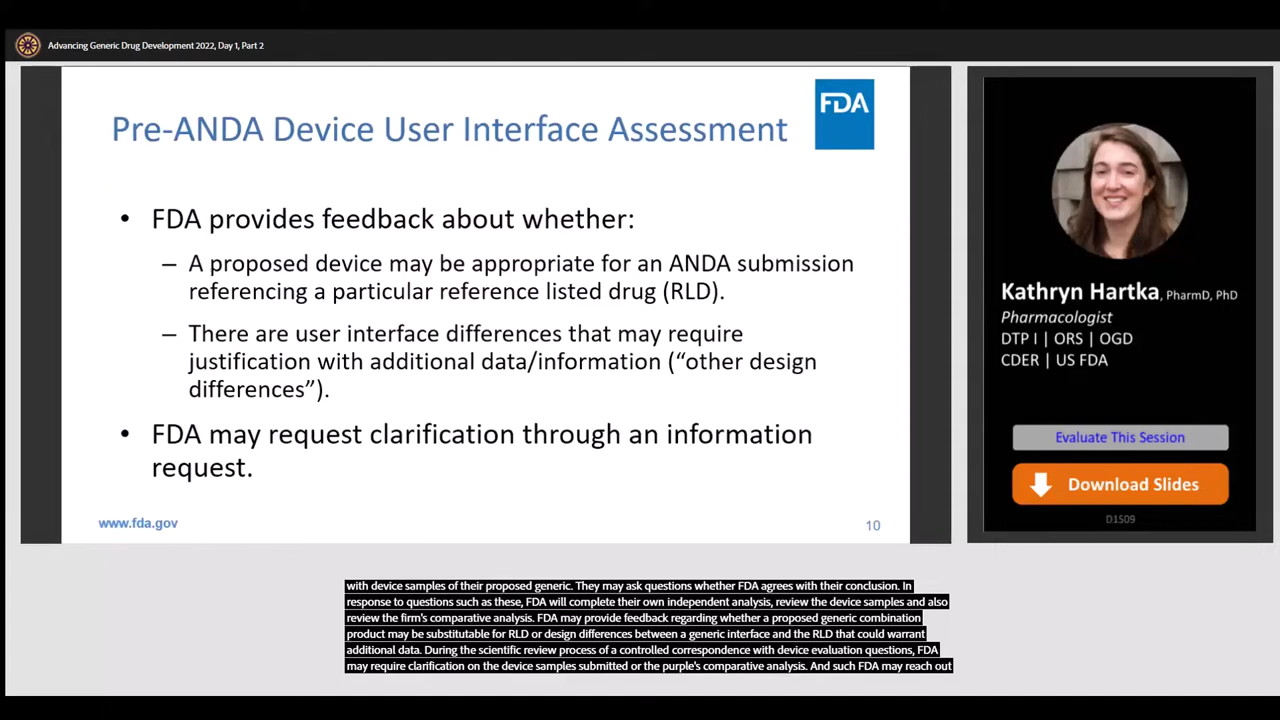 Advancing Generic Drug Development 2022, Day 1, Part 2
FDA
Pre-ANDA Device User Interface Assessment
• FDA provides feedback about whether:
– A proposed device may be appropriate for an ANDA submission
referencing a particular reference listed drug (RLD).
– There are user interface differences that may require
justification with additional data/information (“other design
differences”).
• FDA may request clarification through an information
request.
www.fda.gov
10
Kathryn Hartka, PharmD, PhD
Pharmacologist
DTP I | ORS | OGD
CDER | US FDA
Evaluate This Session
Download Slides
D1S09
with device samples of their proposed generic. They may ask questions whether FDA agrees with their conclusion. In
response to questions such as these, FDA will complete their own independent analysis, review the device samples and also
review the firm's comparative analysis. FDA may provide feedback regarding whether a proposed generic combination
product may be substitutable for RLD or design differences between a generic interface and the RLD that could warrant
additional data. During the scientific review process of a controlled correspondence with device evaluation questions, FDA
may require clarification on the device samples submitted or the purple's comparative analysis. And such FDA may reach out